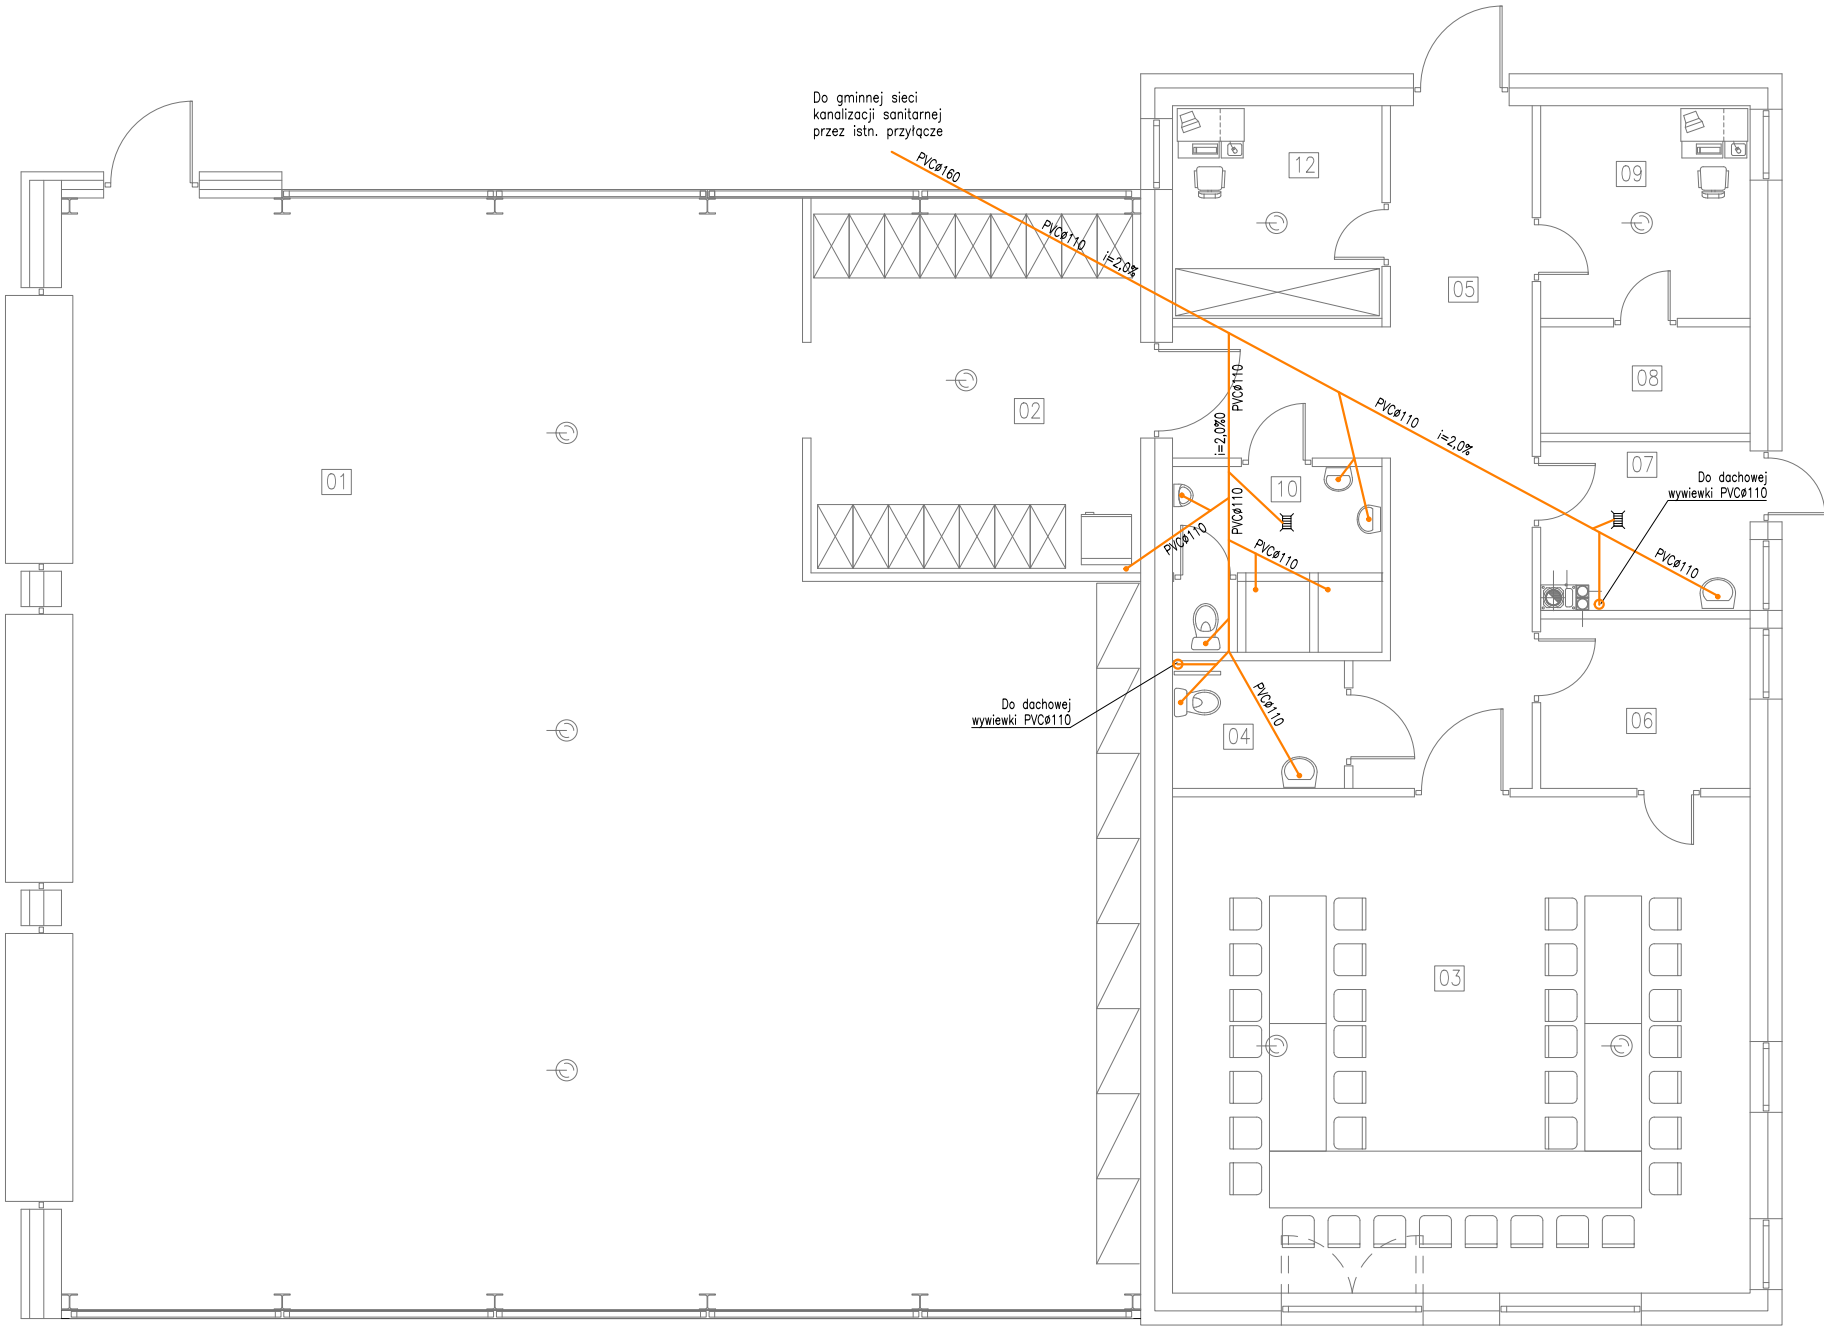 Do gminnej sieci
kanalizacji sanitarnej
przez istn. przyłącze
PVCø160
PVCø110
i=2,0%
12
09
05
08
02
01
PVCø110
i=2,0%0
PVCø110
i=2,0%
07
Do dachowej
wywiewki PVCø110
10
PVCø110
PVCø110
PVCø110
PVCø110
Do dachowej
wywiewki PVCø110
PVCø110
04
06
03